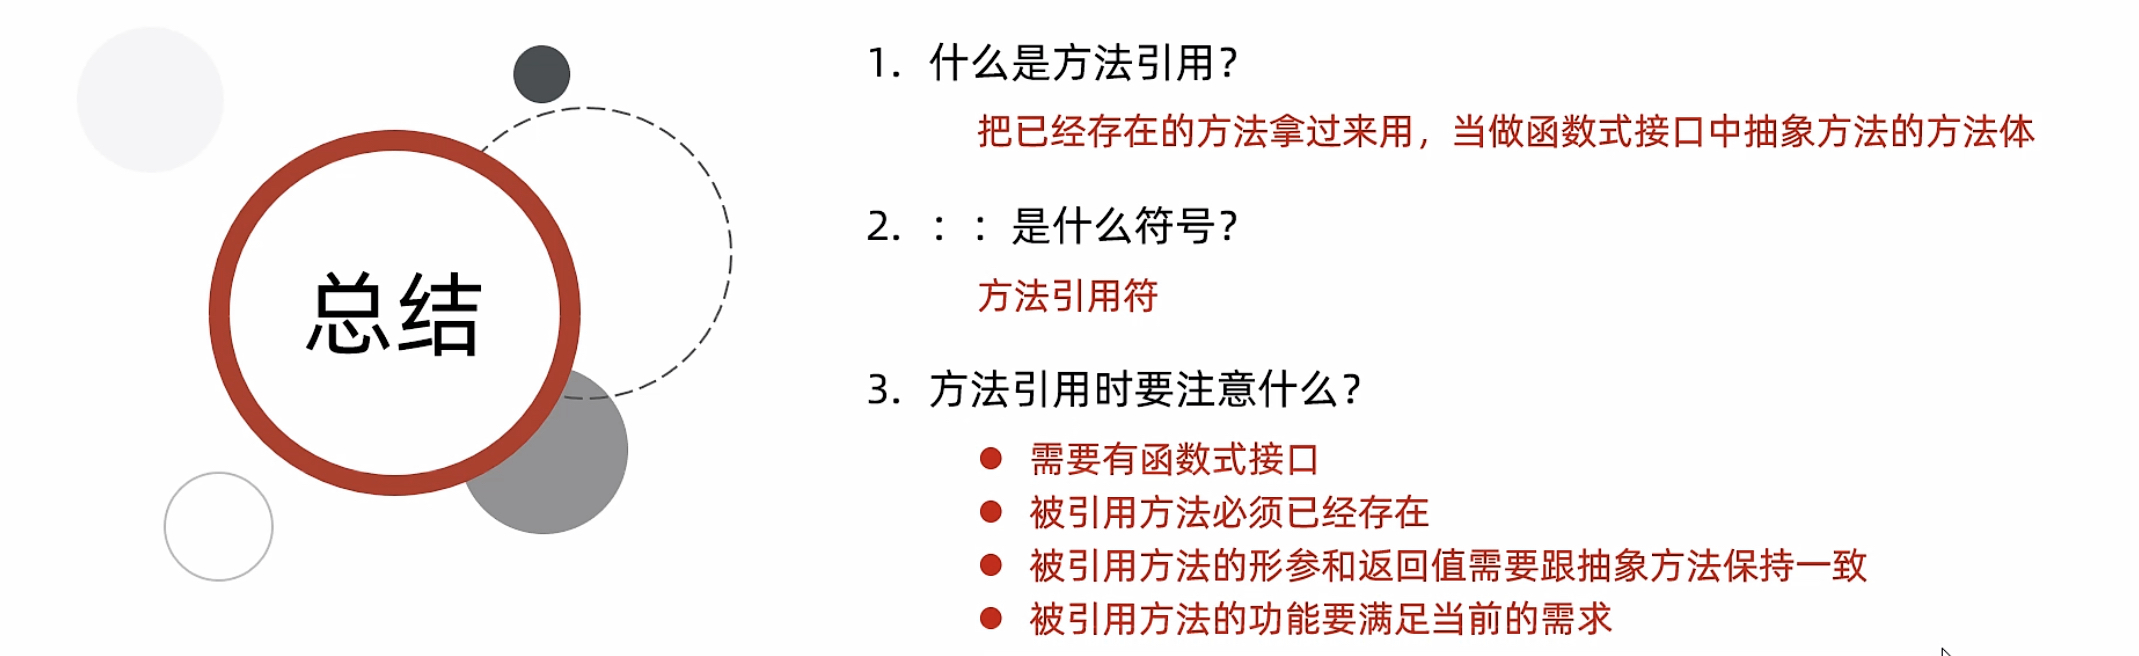 总结
1. 什么是方法引用？
把已经存在的方法拿过来用，当做函数式接口中抽象方法的方法体
2. ：：是什么符号？
方法引用符
3. 方法引用时要注意什么？
● 需要有函数式接口
● 被引用方法必须已经存在
● 被引用方法的形参和返回值需要跟抽象方法保持一致
● 被引用方法的功能要满足当前的需求